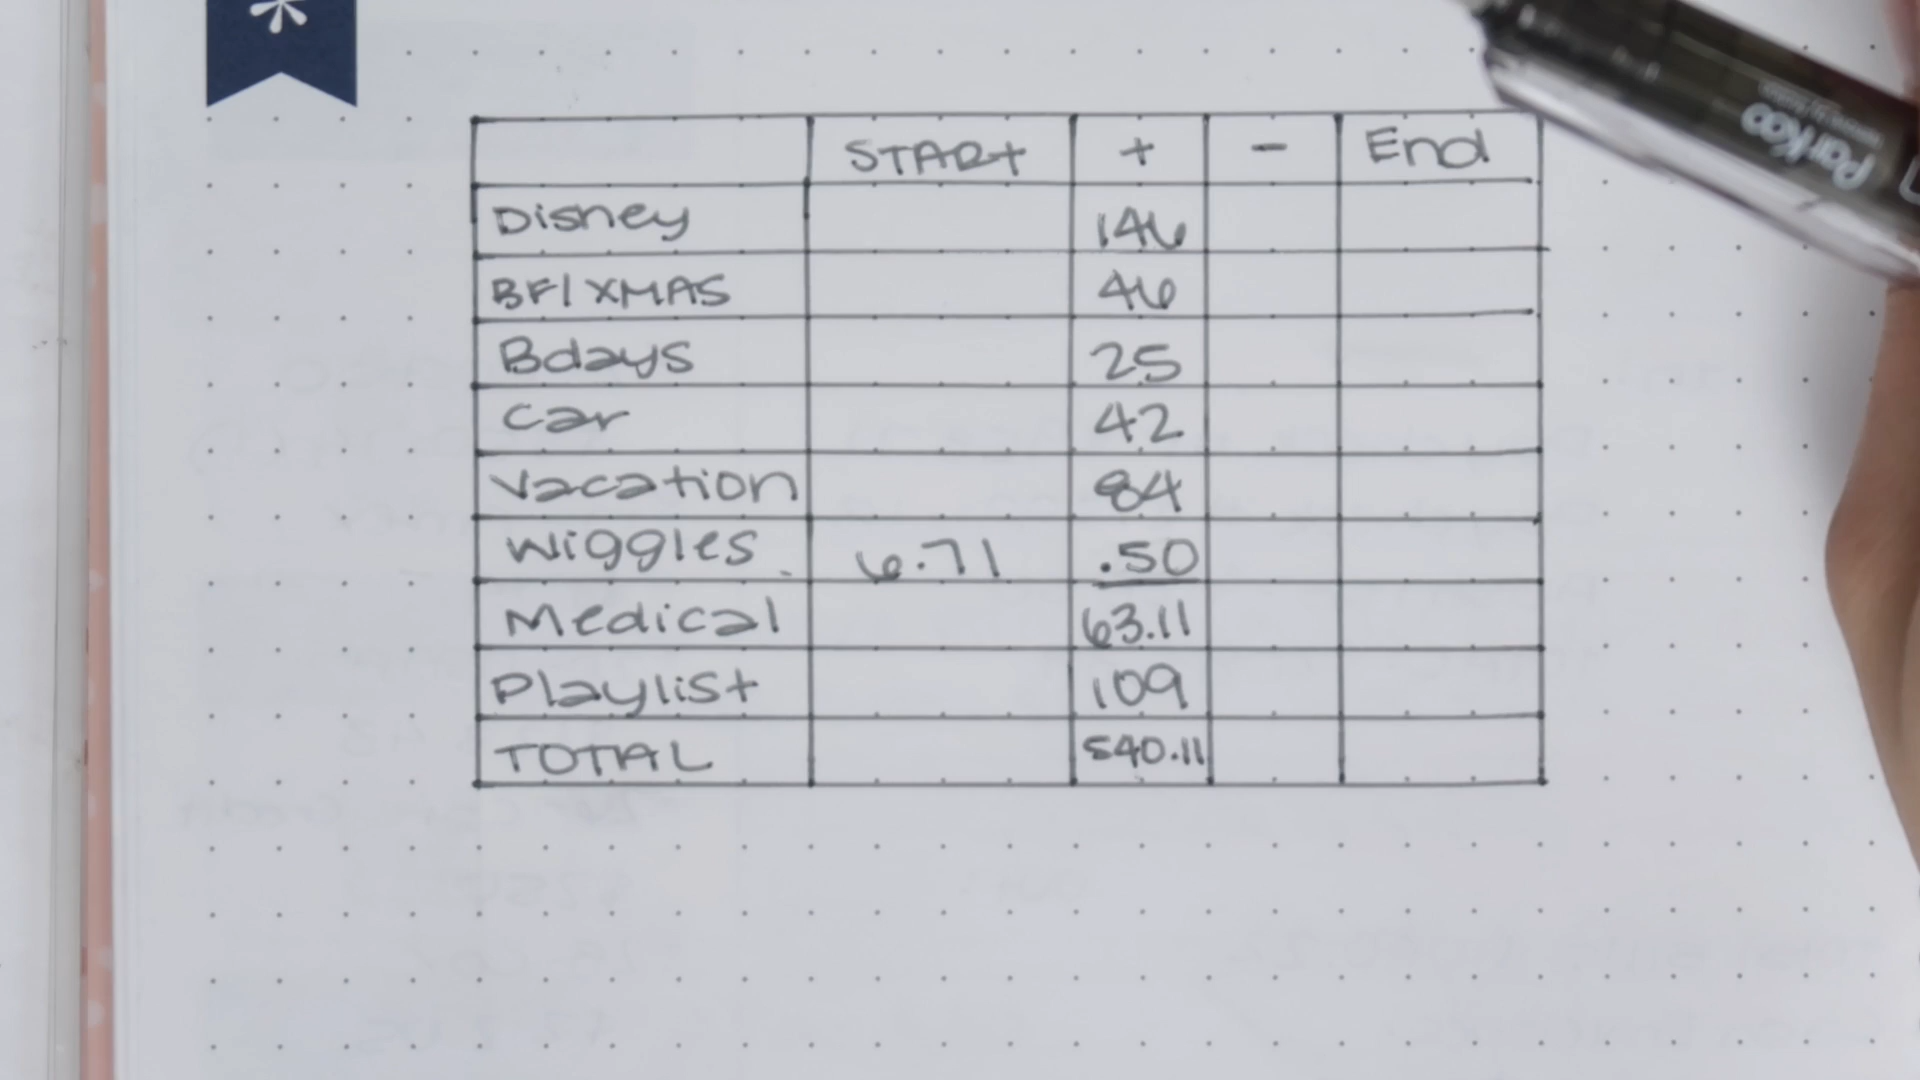 START + - End
Disney 146
BF/XMAS 46
Bdays 25
Car 42
Vacation 84
Wiggles 6.71 .50
Medical 63.11
Playlist 109
TOTAL 540.11
ParKoo